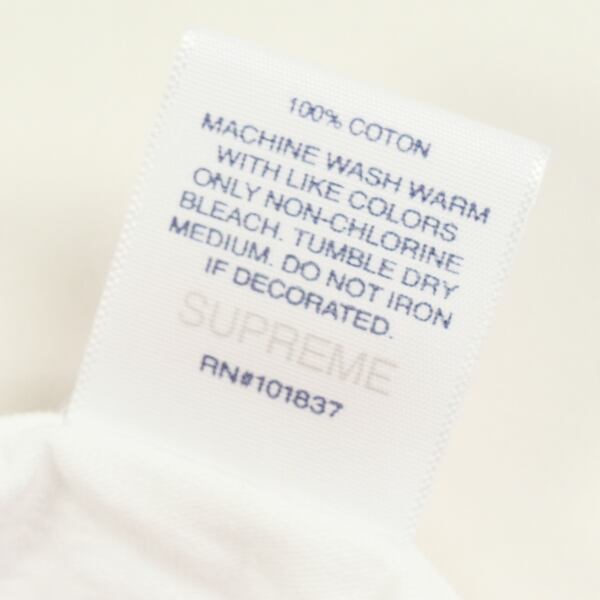 100% COTON
MACHINE WASH WARM
WITH LIKE COLORS
ONLY NON-CHLORINE
BLEACH. TUMBLE DRY
MEDIUM. DO NOT IRON
IF DECORATED.
SUPREME
RN#101837